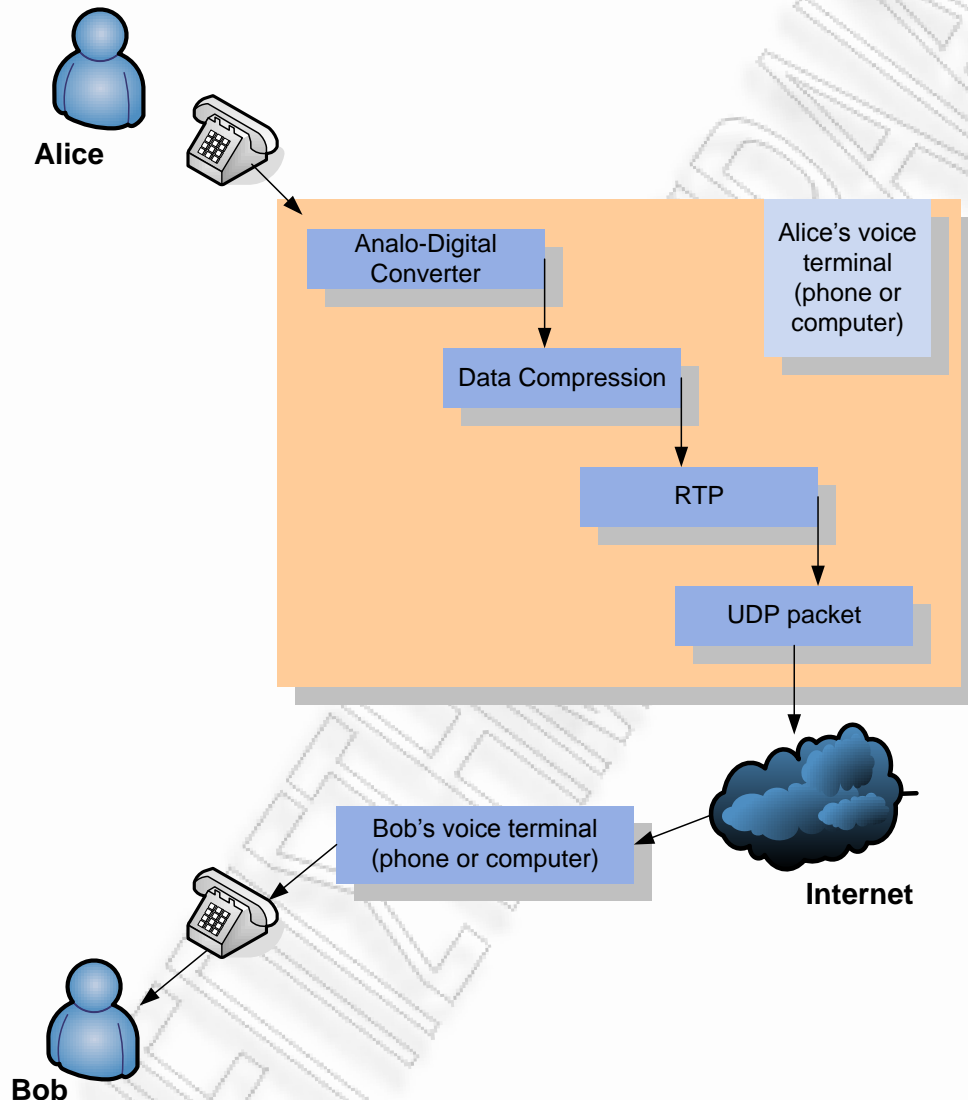 Alice
Analo-Digital
Converter
Alice's voice
terminal
(phone or
computer)
Data Compression
RTP
UDP packet
Internet
Bob's voice terminal
(phone or computer)
Bob